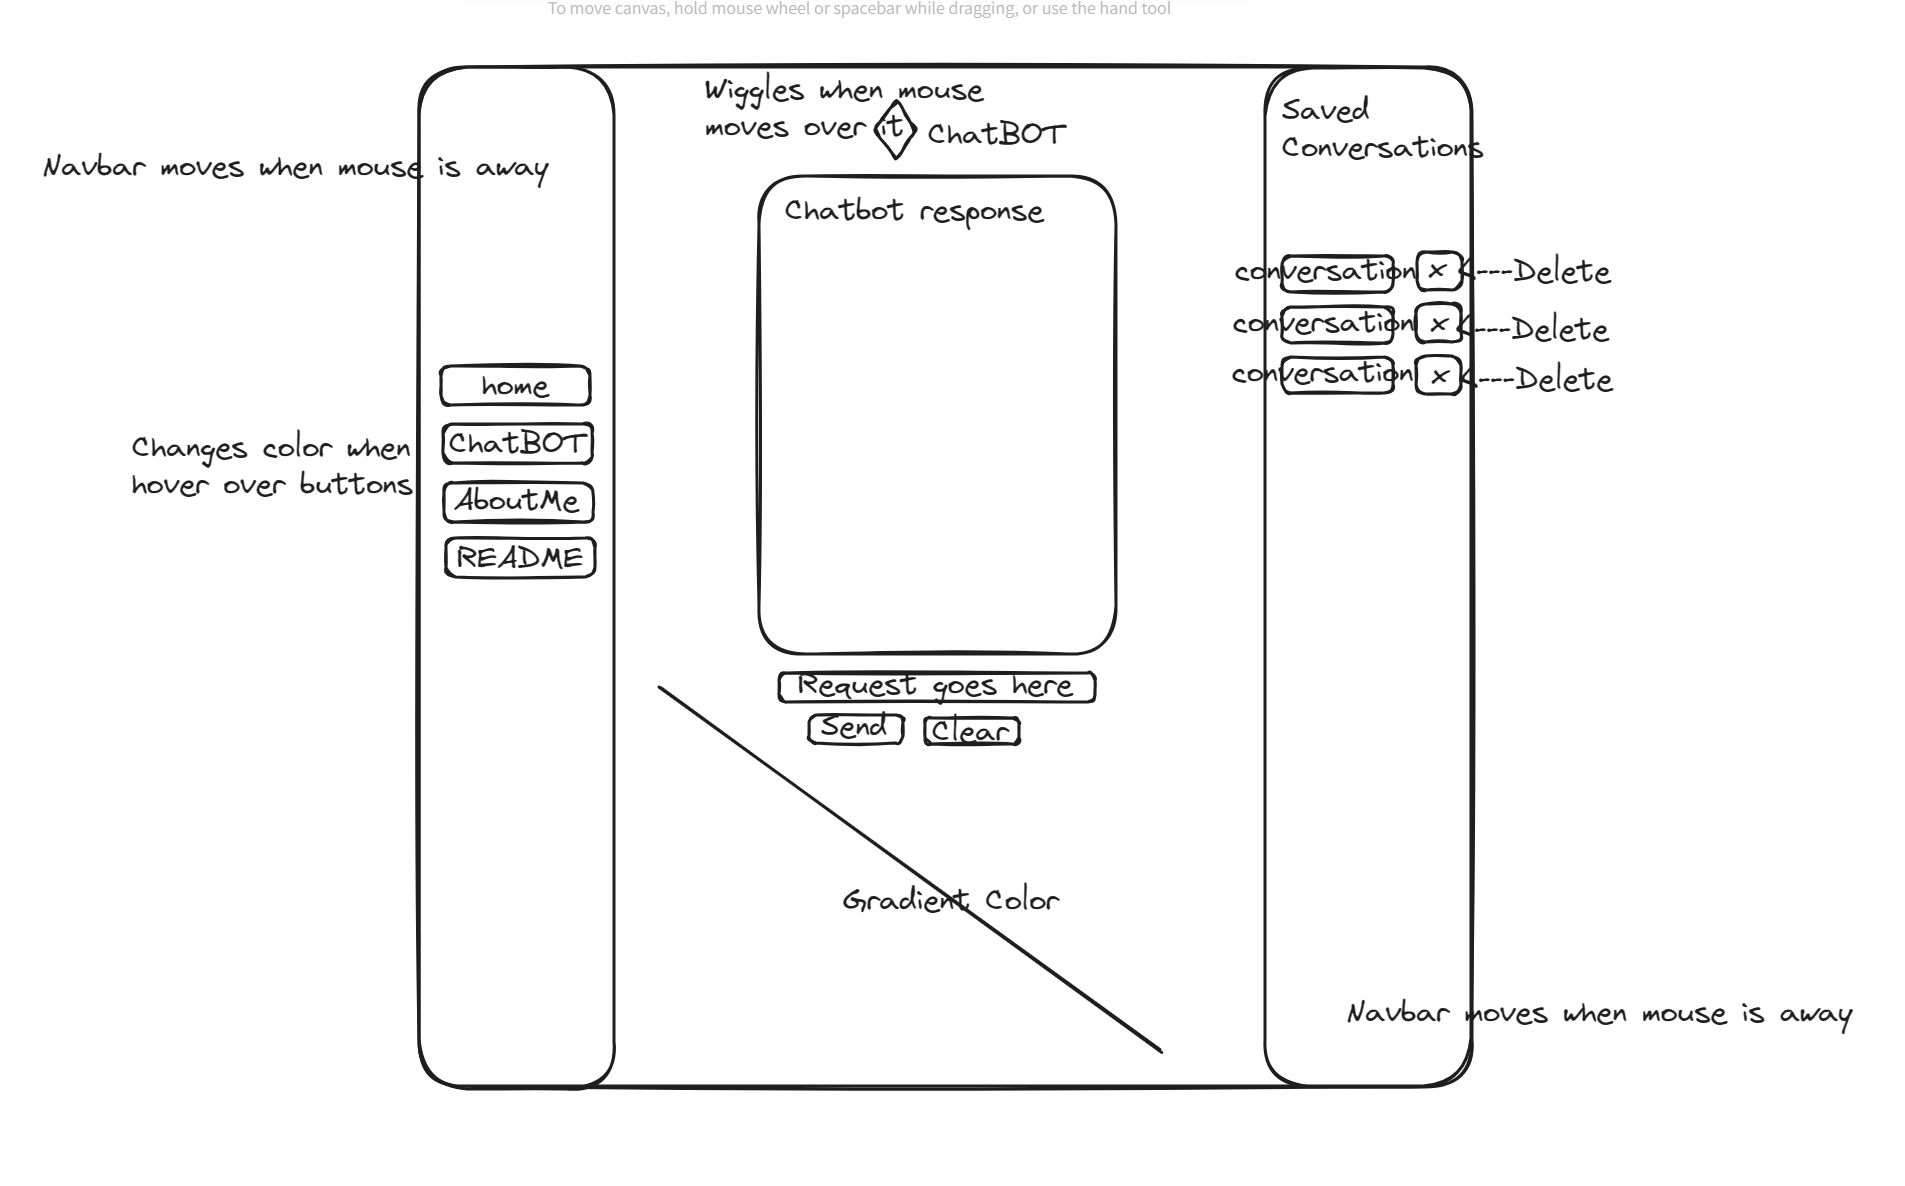 To move canvas, hold mouse wheel or spacebar while dragging, or use the hand tool
Wiggles when mouse
moves over it
ChatBOT
Saved
Conversations
Navbar moves when mouse is away
Chatbot response
conversation x Delete
conversation x Delete
conversation x Delete
home
ChatBOT
AboutMe
README
Changes color when
hover over buttons
Request goes here
Send Clear
Gradient Color
Navbar moves when mouse is away